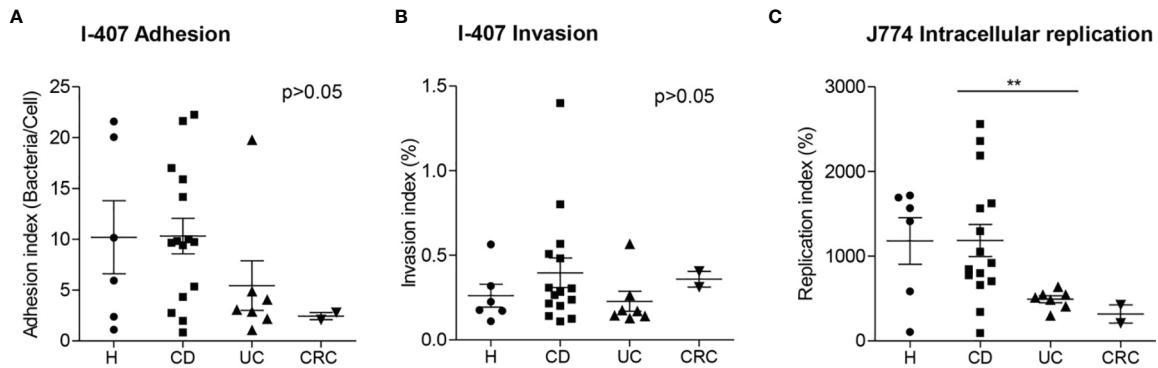 A
I-407 Adhesion
Adhesion index (Bacteria/Cell)
25
20
15
10
5
0
p>0.05
H CD UC CRC
B
I-407 Invasion
Invasion index (%)
1.5
1.0
0.5
0.0
p>0.05
H CD UC CRC
C
J774 Intracellular replication
Replication index (%)
3000
2000
1000
0
**
H CD UC CRC